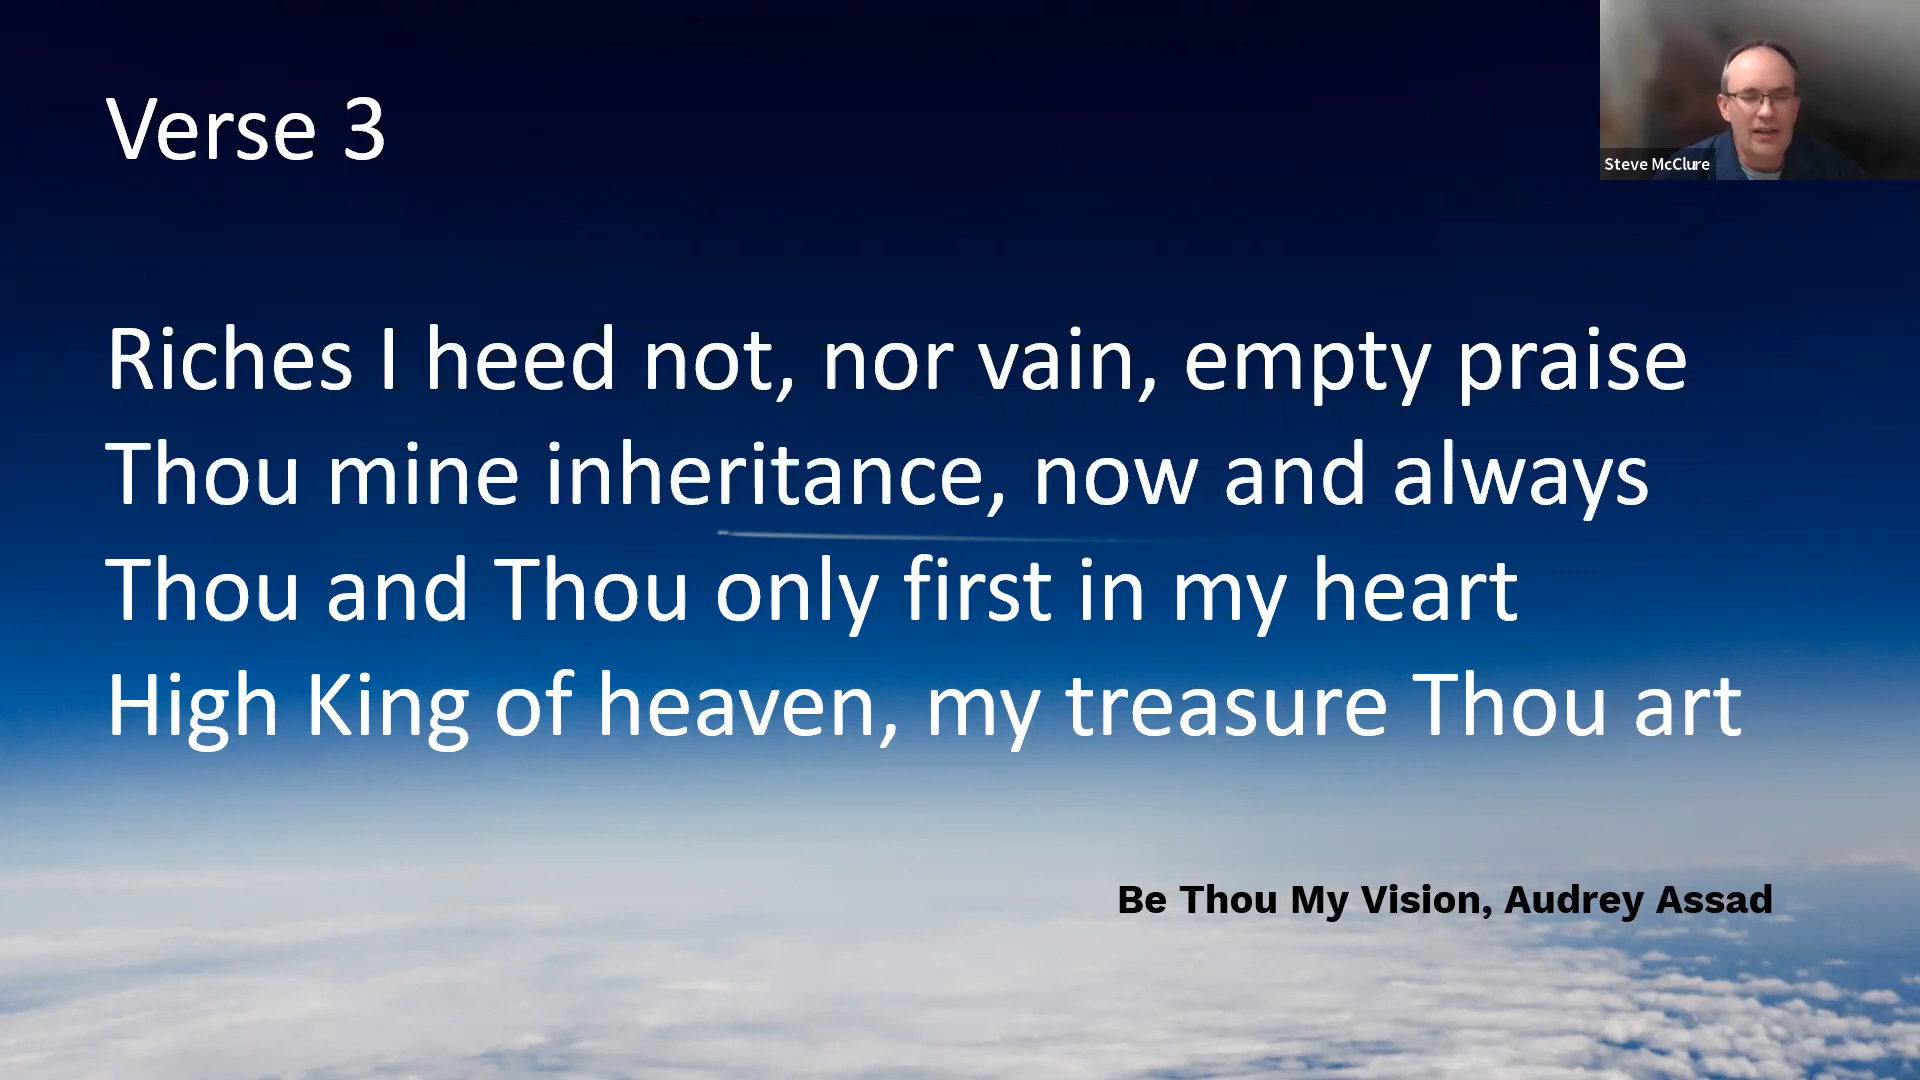 Verse 3
Steve McClure
Riches I heed not, nor vain, empty praise
Thou mine inheritance, now and always
Thou and Thou only first in my heart
High King of heaven, my treasure Thou art
Be Thou My Vision, Audrey Assad